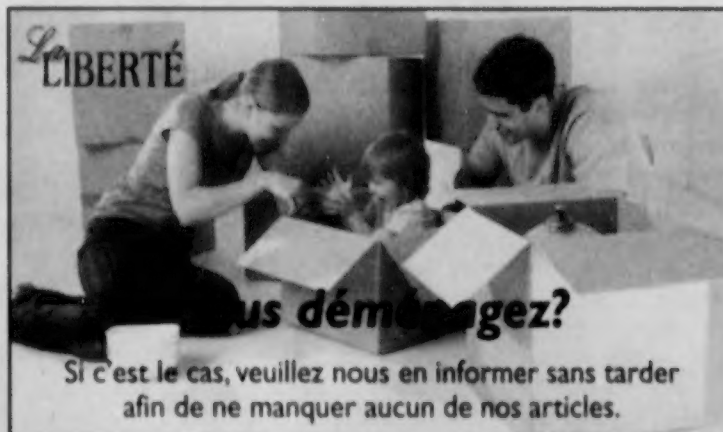 La
LIBERTÉ
déménagez?
Si c'est le cas, veuillez nous en informer sans tarder
afin de ne manquer aucun de nos articles.